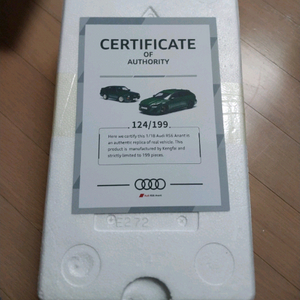 CERTIFICATE
OF
AUTHORITY
124/199
Here we certify this 1/18 Audi RS6 Avant is
an authentic replica of real vehicle. This
product is manufactured by Kengfai and
strictly limited to 199 pieces.